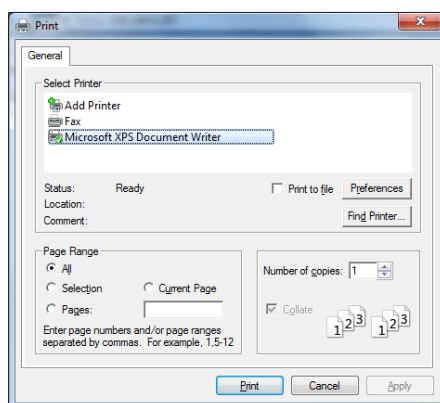 Print
General
Select Printer
Add Printer
Fax
Microsoft XPS Document Writer
Status: Ready
Location:
Comment:
Print to file
Preferences
Find Printer...
Page Range
All
Selection
Current Page
Pages:
Enter page numbers and/or page ranges
separated by commas. For example, 1,5-12
Number of copies: 1
Collate
1 2 3 1 2 3
Print Cancel Apply